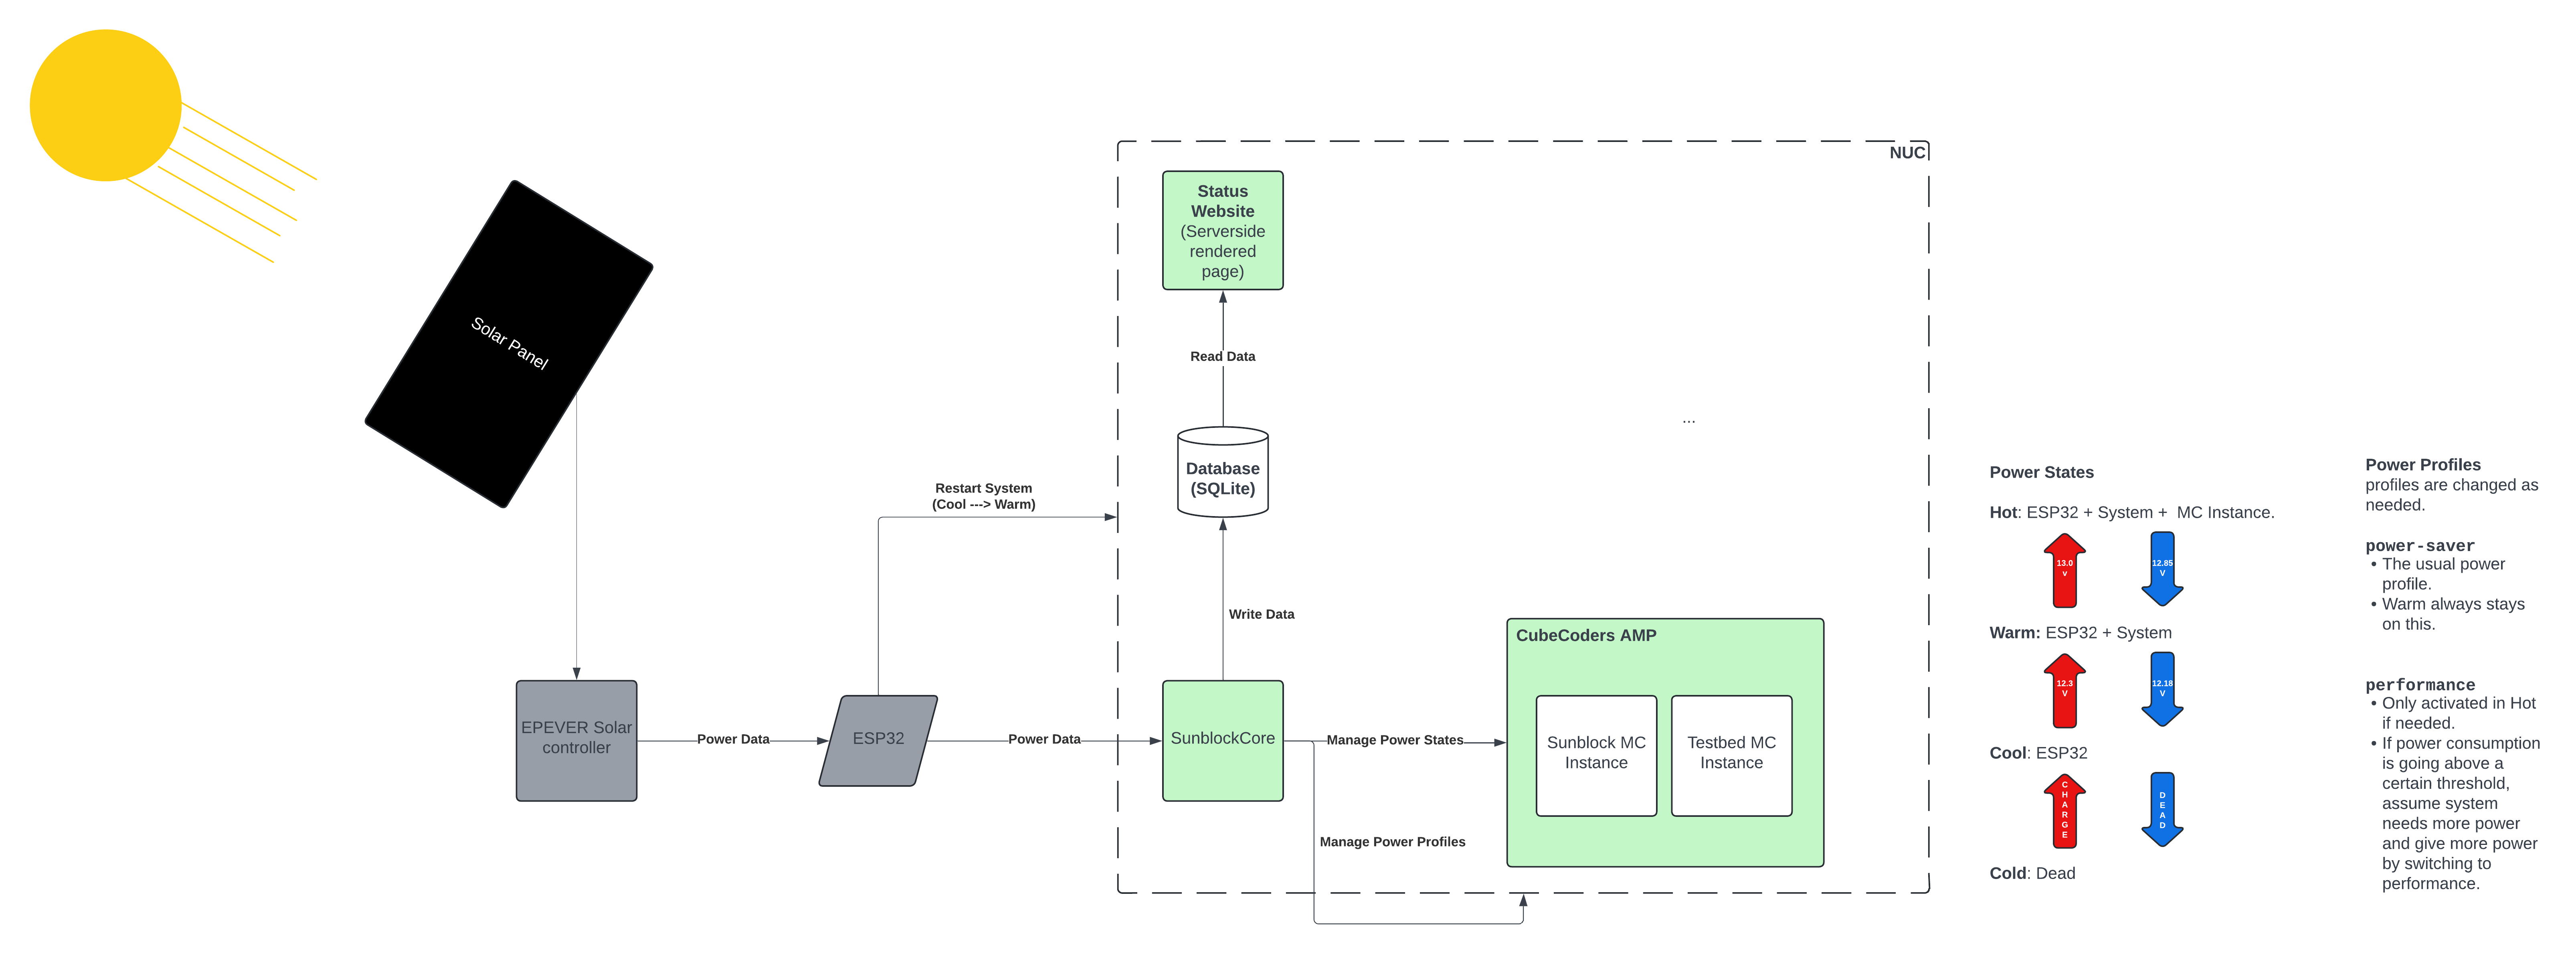 NUC
Status
Website
(Serverside
rendered
page)
Solar Panel
Read Data
...
Database
(SQLite)
Restart System
(Cool ---> Warm)
Write Data
CubeCoders AMP
EPEVER Solar
controller
Power Data
ESP32
Power Data
SunblockCore
Manage Power States
Sunblock MC
Instance
Testbed MC
Instance
Manage Power Profiles
Power States
Hot: ESP32 + System +  MC Instance.
13.0
v
12.85
V
Warm: ESP32 + System
12.3
V
12.18
V
Cool: ESP32
C
H
A
R
G
E
D
E
A
D
Cold: Dead
Power Profiles
profiles are changed as
needed.
power-saver
• The usual power
profile.
• Warm always stays
on this.
performance
• Only activated in Hot
if needed.
• If power consumption
is going above a
certain threshold,
assume system
needs more power
and give more power
by switching to
performance.